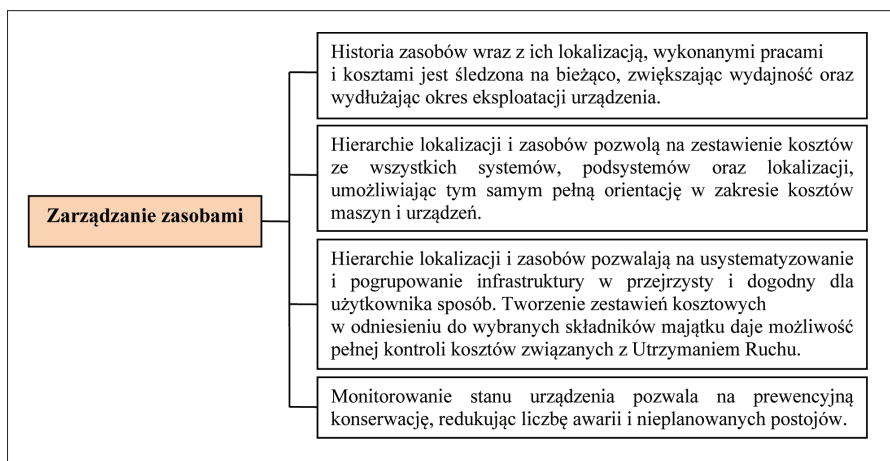 Historia zasobów wraz z ich lokalizacją, wykonanymi pracami
i kosztami jest śledzona na bieżąco, zwiększając wydajność oraz
wydłużając okres eksploatacji urządzenia.
Hierarchie lokalizacji i zasobów pozwolą na zestawienie kosztów
ze wszystkich systemów, podsystemów oraz lokalizacji,
umożliwiając tym samym pełną orientację w zakresie kosztów
maszyn i urządzeń.
Zarządzanie zasobami
Hierarchie lokalizacji i zasobów pozwalają na usystematyzowanie
i pogrupowanie infrastruktury w przejrzysty i dogodny dla
użytkownika sposób. Tworzenie zestawień kosztowych
w odniesieniu do wybranych składników majątku daje możliwość
pełnej kontroli kosztów związanych z Utrzymaniem Ruchu.
Monitorowanie stanu urządzenia pozwala na prewencyjną
konserwację, redukując liczbę awarii i nieplanowanych postojów.